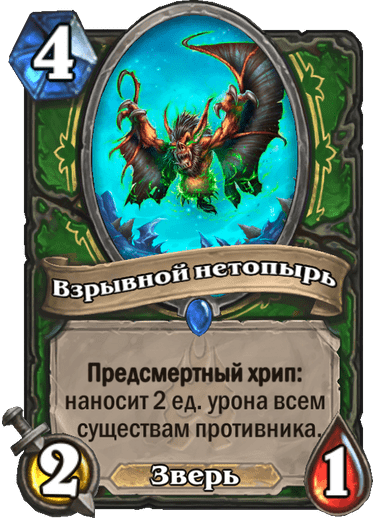 4
Взрывной нетопырь
Предсмертный хрип:
наносит 2 ед. урона всем
существам противника.
2
Зверь
1